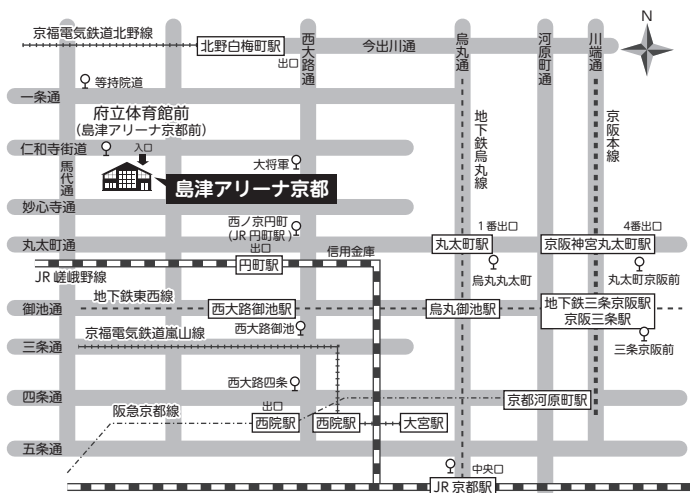 N
京福電気鉄道北野線
北野白梅町駅
出口
西大路通
今出川通
烏丸通
河原町通
川端通
等持院道
一条通
府立体育館前
(島津アリーナ京都前)
仁和寺街道
入口
馬代通
大将軍
島津アリーナ京都
地下鉄烏丸線
京阪本線
妙心寺通
西ノ京円町
(JR 円町駅)
丸太町通
出口
円町駅
信用金庫
1番出口
丸太町駅
烏丸丸太町
4番出口
京阪神宮丸太町駅
丸太町京阪前
JR 嵯峨野線
地下鉄東西線
御池通
西大路御池駅
烏丸御池駅
地下鉄三条京阪駅
京阪三条駅
京福電気鉄道嵐山線
西大路御池
三条通
三条京阪前
西大路四条
四条通
京都河原町駅
阪急京都線
出口
西院駅
西院駅
大宮駅
五条通
中央口
JR 京都駅